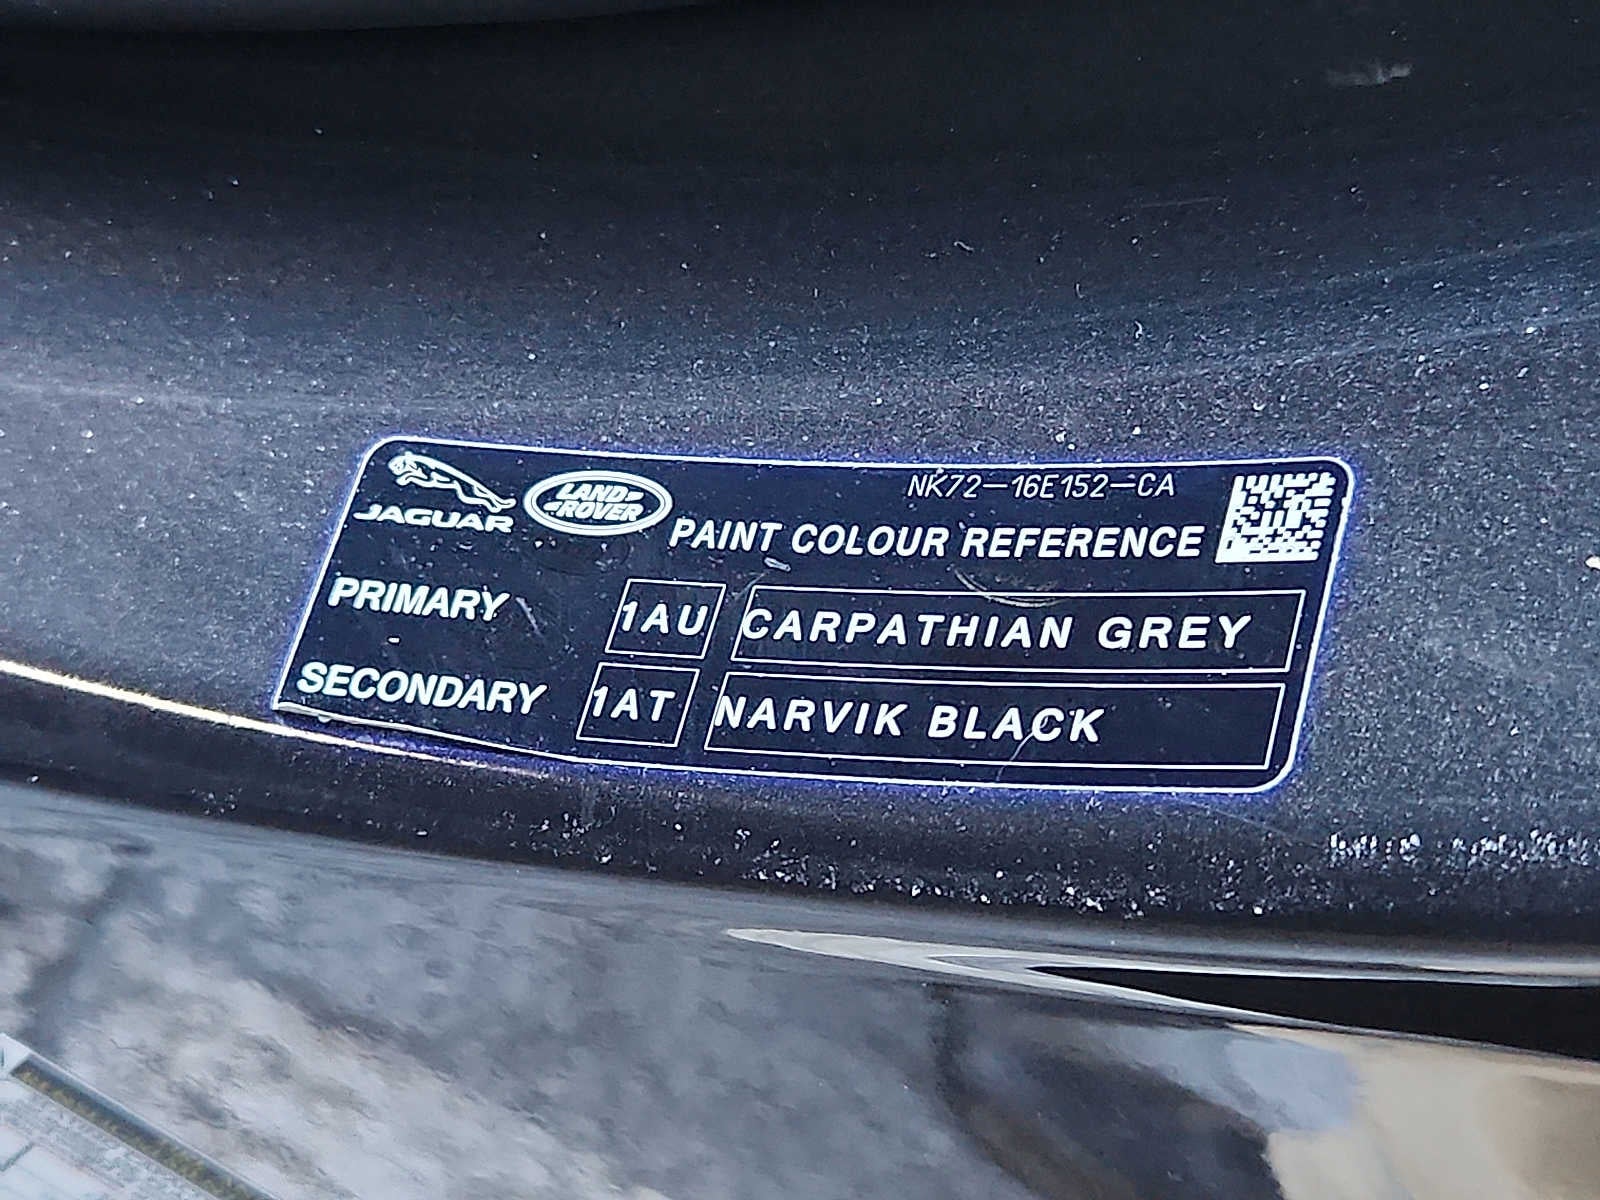 NK72-16E152-CA
JAGUAR
LAND-
-ROVER
PAINT COLOUR REFERENCE
PRIMARY 1AU CARPATHIAN GREY
SECONDARY 1AT NARVIK BLACK